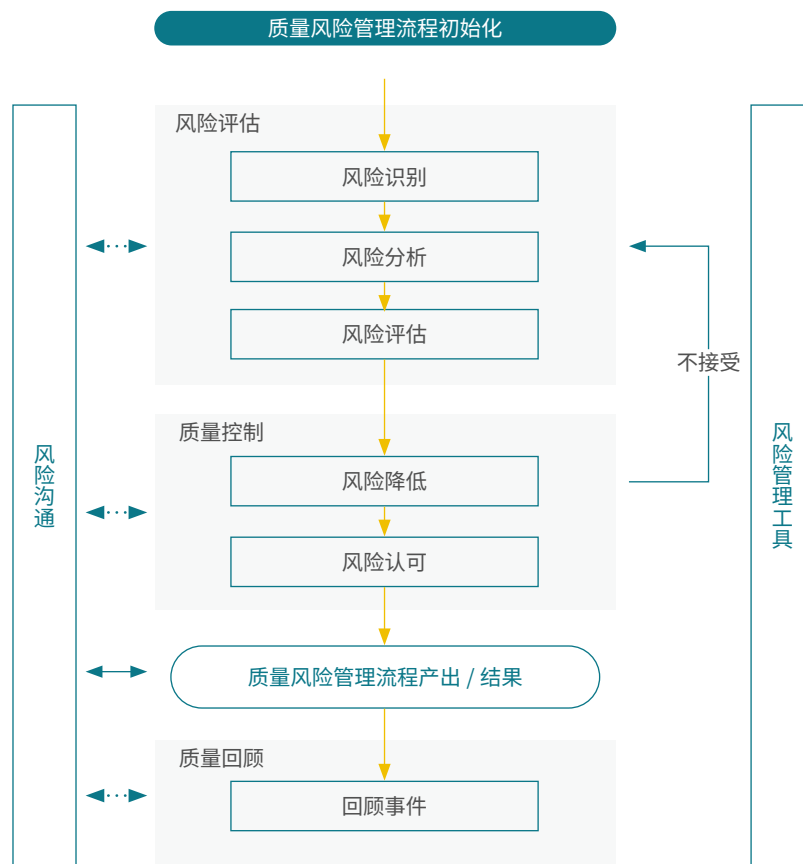 质量风险管理流程初始化
风险评估
风险识别
风险分析
风险评估
不接受
质量控制
风险降低
风险认可
风险沟通
风险管理工具
质量风险管理流程产出 / 结果
质量回顾
回顾事件